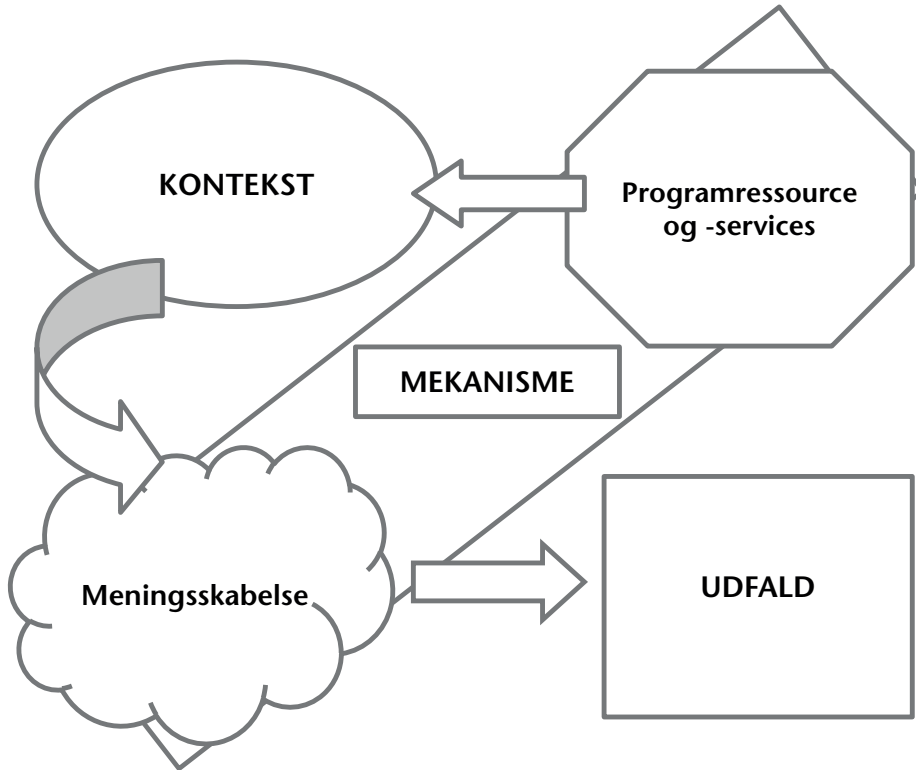 KONTEKST
Programressource
og -services
MEKANISME
Meningsskabelse
UDFALD